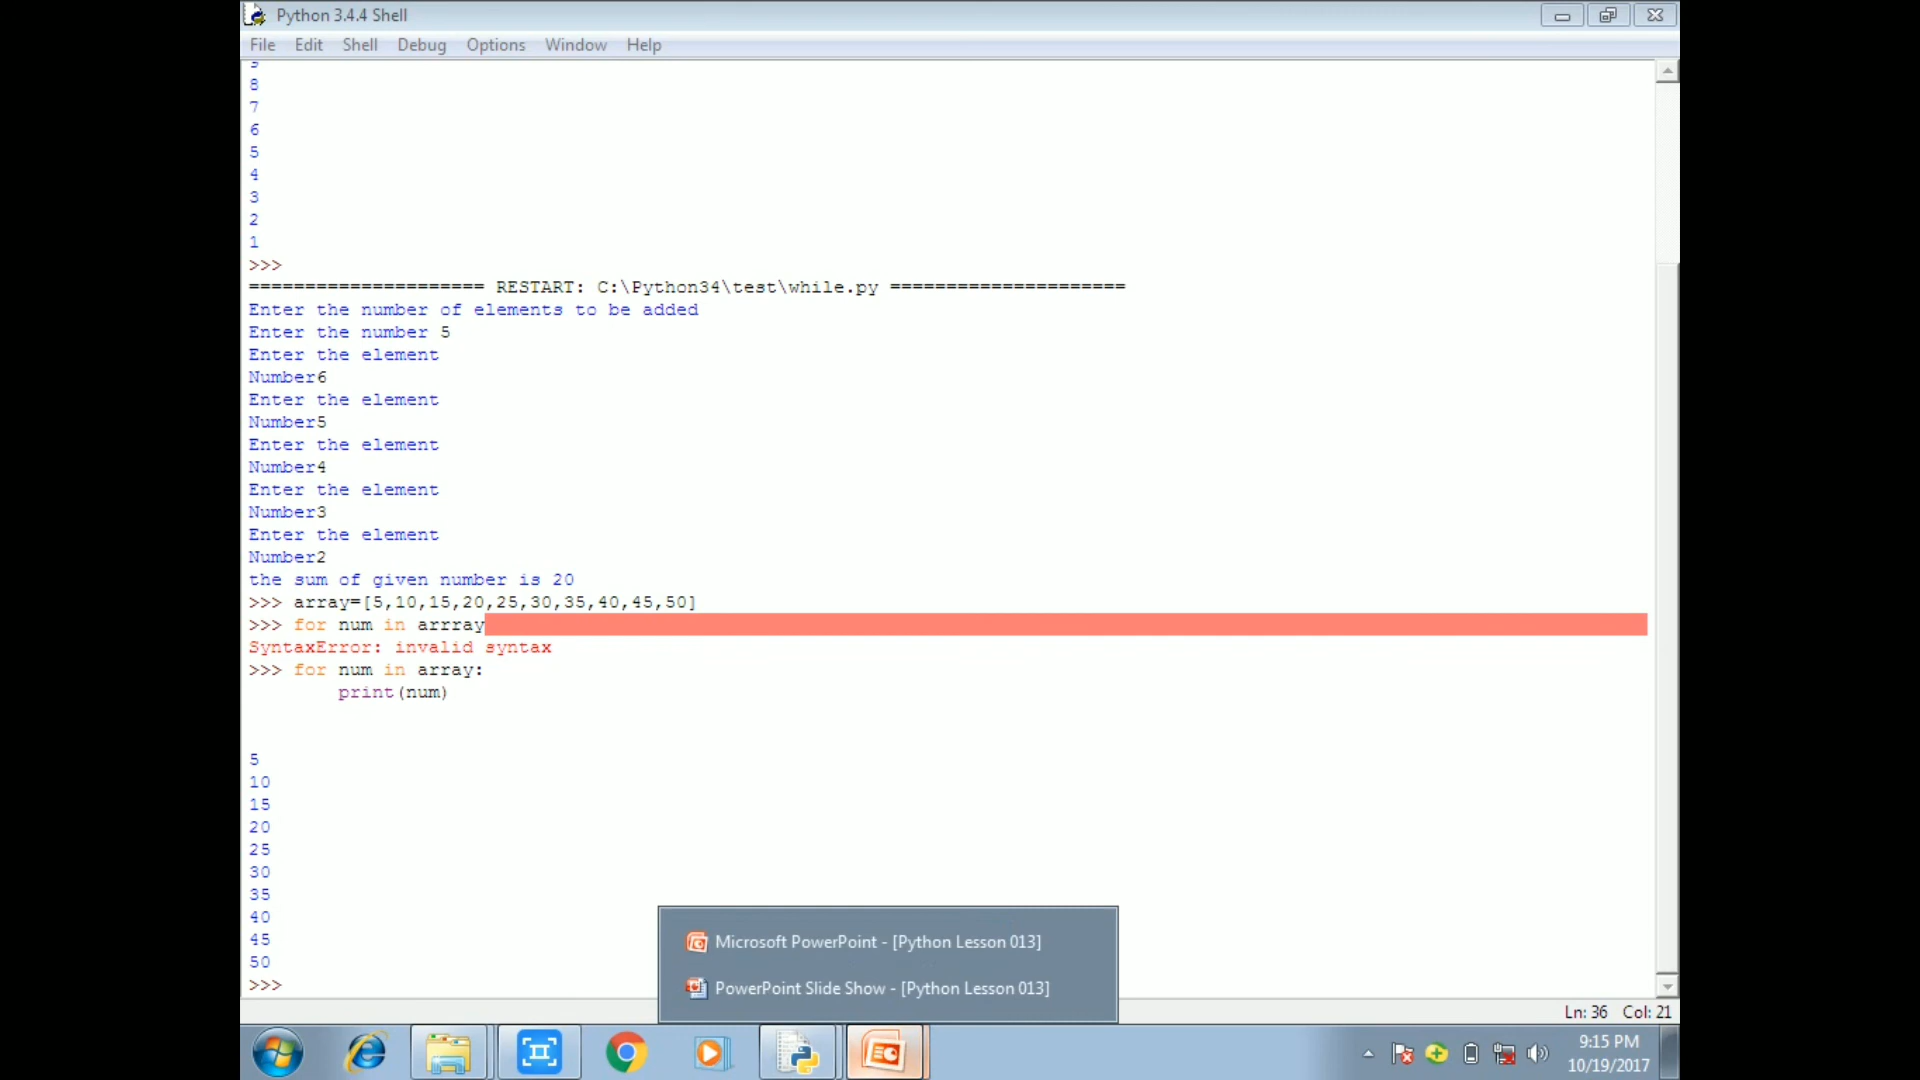 Python 3.4.4 Shell
File Edit Shell Debug Options Window Help
9
8
7
6
5
4
3
2
1
>>>
===================== RESTART: C:\Python34\test\while.py =====================
Enter the number of elements to be added
Enter the number 5
Enter the element
Number6
Enter the element
Number5
Enter the element
Number4
Enter the element
Number3
Enter the element
Number2
the sum of given number is 20
>>> array=[5,10,15,20,25,30,35,40,45,50]
>>> for num in arrray
SyntaxError: invalid syntax
>>> for num in array:
print(num)
5
10
15
20
25
30
35
40
45
50
>>>
Microsoft PowerPoint - [Python Lesson 013]
PowerPoint Slide Show - [Python Lesson 013]
Ln: 36 Col: 21
9:15 PM
10/19/2017